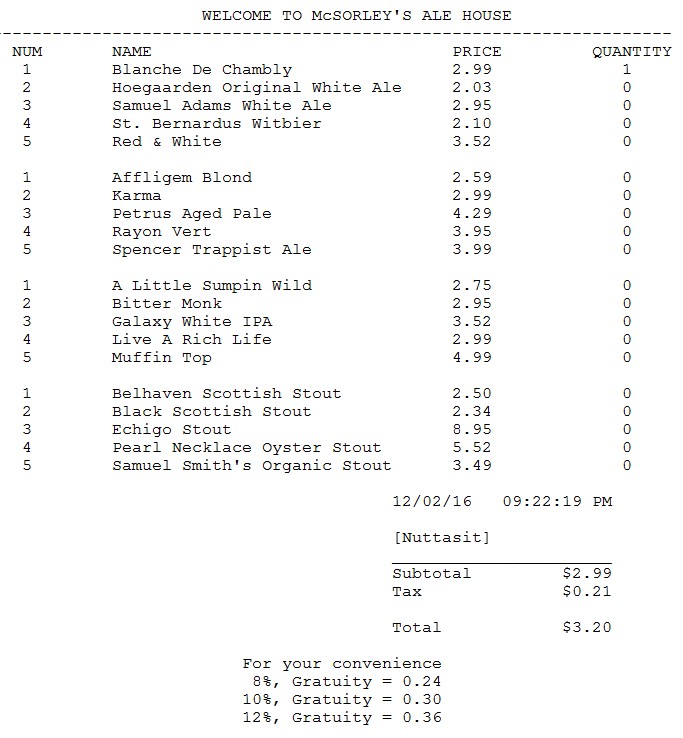 WELCOME TO McSORLEY'S ALE HOUSE
NUM NAME PRICE QUANTITY
1 Blanche De Chambly 2.99 1
2 Hoegaarden Original White Ale 2.03 0
3 Samuel Adams White Ale 2.95 0
4 St. Bernardus Witbier 2.10 0
5 Red & White 3.52 0
1 Affligem Blond 2.59 0
2 Karma 2.99 0
3 Petrus Aged Pale 4.29 0
4 Rayon Vert 3.95 0
5 Spencer Trappist Ale 3.99 0
1 A Little Sumpin Wild 2.75 0
2 Bitter Monk 2.95 0
3 Galaxy White IPA 3.52 0
4 Live A Rich Life 2.99 0
5 Muffin Top 4.99 0
1 Belhaven Scottish Stout 2.50 0
2 Black Scottish Stout 2.34 0
3 Echigo Stout 8.95 0
4 Pearl Necklace Oyster Stout 5.52 0
5 Samuel Smith's Organic Stout 3.49 0
12/02/16 09:22:19 PM
[Nuttasit]
Subtotal $2.99
Tax $0.21
Total $3.20
For your convenience
8%, Gratuity = 0.24
10%, Gratuity = 0.30
12%, Gratuity = 0.36